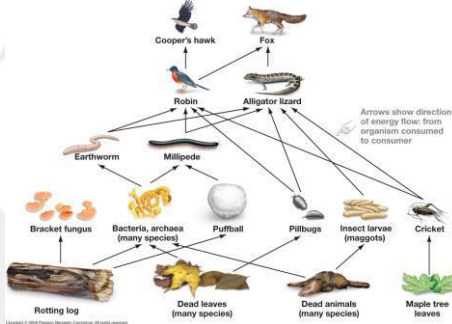 Cooper's hawk
Fox
Robin
Alligator lizard
Arrows show direction
of energy flow: from
organism consumed
to consumer
Earthworm
Millipede
Bracket fungus
Bacteria, archaea
(many species)
Puffball
Pillbugs
Insect larvae
(maggots)
Cricket
Rotting log
Dead leaves
(many species)
Dead animals
(many species)
Maple tree
leaves